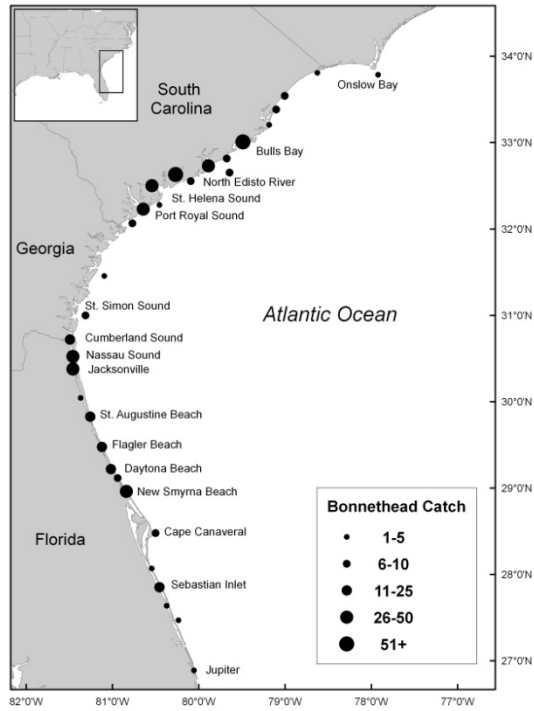 South
Carolina
Onslow Bay
34°0'N
33°0'N
Bulls Bay
North Edisto River
St. Helena Sound
Port Royal Sound
32°0'N
Georgia
St. Simon Sound
Atlantic Ocean
31°0'N
Cumberland Sound
Nassau Sound
Jacksonville
30°0'N
St. Augustine Beach
Flagler Beach
Daytona Beach
29°0'N
New Smyrna Beach
Florida
Cape Canaveral
28°0'N
Sebastian Inlet
27°0'N
Jupiter
Bonnethead Catch
1-5
6-10
11-25
26-50
51+
82°0'W 81°0'W 80°0'W 79°0'W 78°0'W 77°0'W